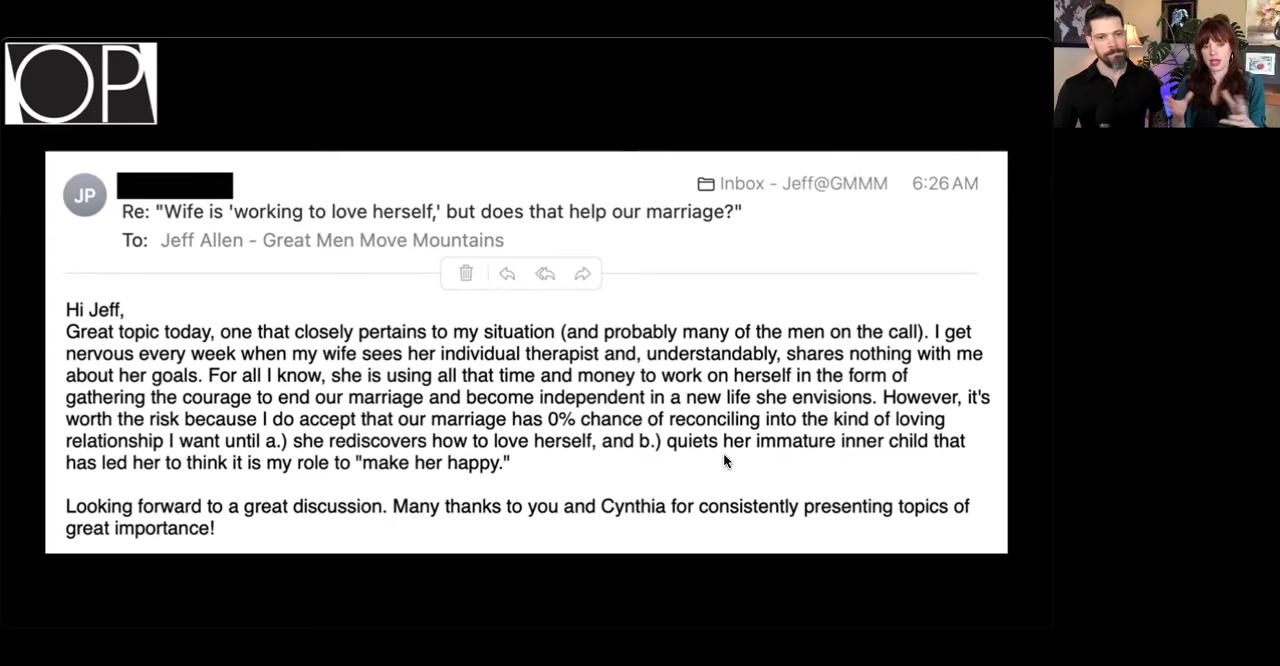 OP
JP
Inbox - Jeff@GMMM 6:26 AM
Re: "Wife is 'working to love herself,' but does that help our marriage?"
To: Jeff Allen - Great Men Move Mountains
Hi Jeff,
Great topic today, one that closely pertains to my situation (and probably many of the men on the call). I get
nervous every week when my wife sees her individual therapist and, understandably, shares nothing with me
about her goals. For all I know, she is using all that time and money to work on herself in the form of
gathering the courage to end our marriage and become independent in a new life she envisions. However, it's
worth the risk because I do accept that our marriage has 0% chance of reconciling into the kind of loving
relationship I want until a.) she rediscovers how to love herself, and b.) quiets her immature inner child that
has led her to think it is my role to "make her happy."
Looking forward to a great discussion. Many thanks to you and Cynthia for consistently presenting topics of
great importance!